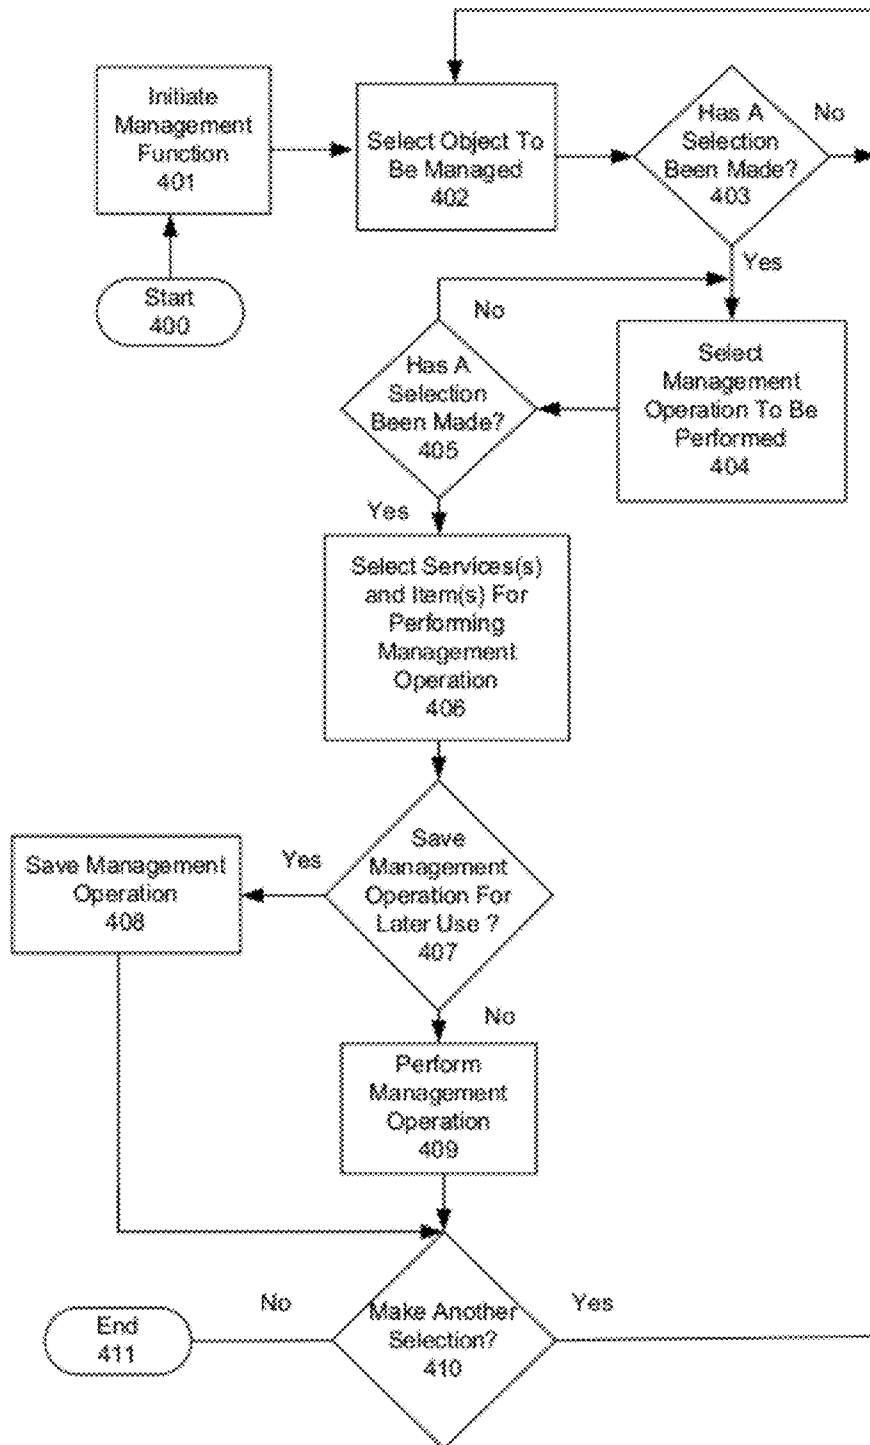 Initiate
Management
Function
401
Select Object To
Be Managed
402
Has A
Selection
Been Made?
403
No
Yes
Start
400
No
Has A
Selection
Been Made?
405
Select
Management
Operation To Be
Performed
404
Yes
Select Services(s)
and Item(s) For
Performing
Management
Operation
406
Save Management
Operation
408
Yes
Save
Management
Operation For
Later Use ?
407
No
Perform
Management
Operation
409
No
Yes
End
411
Make Another
Selection?
410